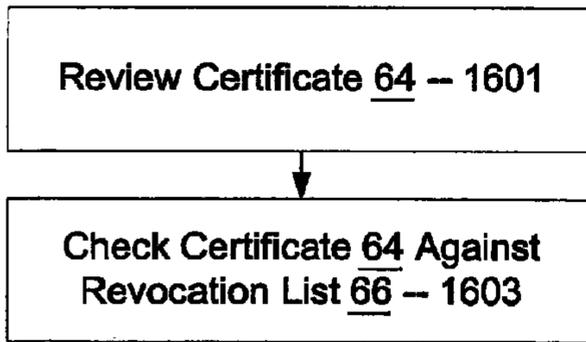 Review Certificate 64 -- 1601
Check Certificate 64 Against
Revocation List 66 -- 1603